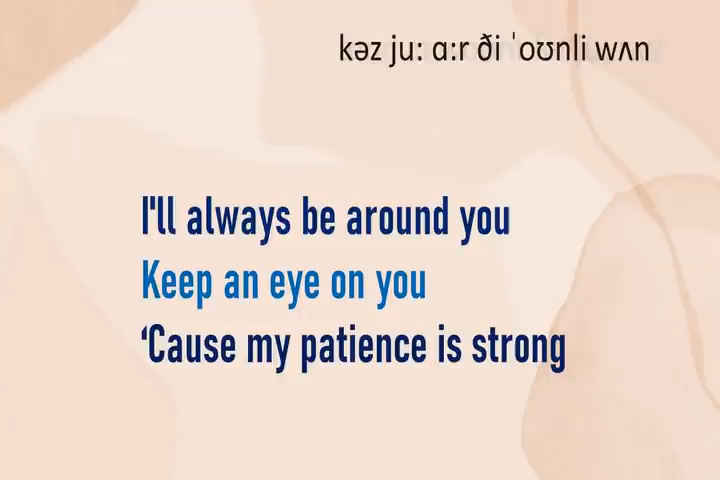 kəz juː ɑːr ði ˈoʊnli wʌn
I'll always be around you
Keep an eye on you
‘Cause my patience is strong